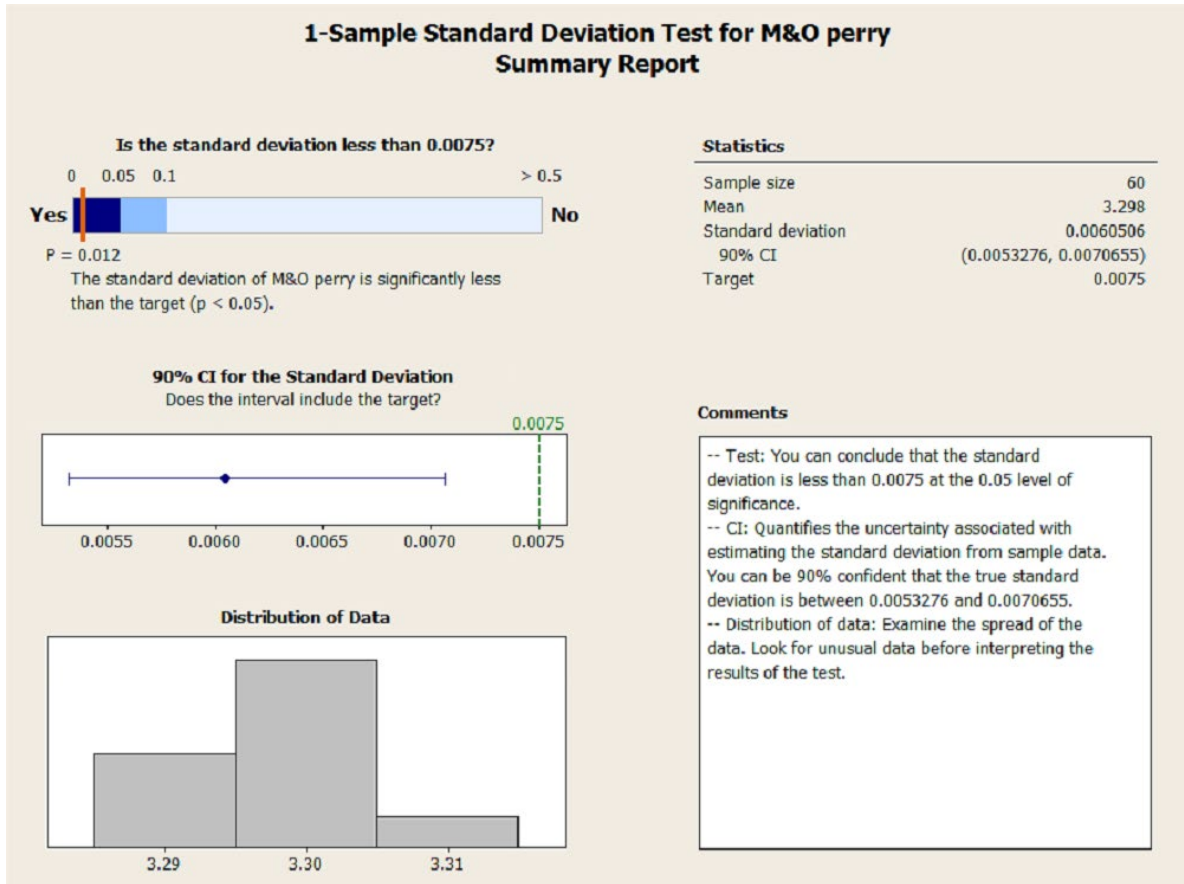 1-Sample Standard Deviation Test for M&O perry
Summary Report
Is the standard deviation less than 0.0075?
0 0.05 0.1 > 0.5
Yes No
P = 0.012
The standard deviation of M&O perry is significantly less
than the target (p < 0.05).
Statistics
Sample size 60
Mean 3.298
Standard deviation 0.0060506
90% CI (0.0053276, 0.0070655)
Target 0.0075
90% CI for the Standard Deviation
Does the interval include the target?
0.0075
0.0055 0.0060 0.0065 0.0070 0.0075
Comments
-- Test: You can conclude that the standard
deviation is less than 0.0075 at the 0.05 level of
significance.
-- CI: Quantifies the uncertainty associated with
estimating the standard deviation from sample data.
You can be 90% confident that the true standard
deviation is between 0.0053276 and 0.0070655.
-- Distribution of data: Examine the spread of the
data. Look for unusual data before interpreting the
results of the test.
Distribution of Data
3.29 3.30 3.31